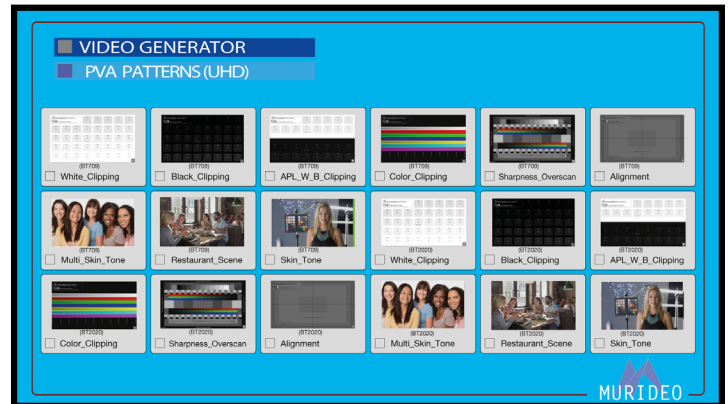 VIDEO GENERATOR
PVA PATTERNS (UHD)
(BT709) (BT709) (BT709) (BT709) (BT709) (BT709)
White_Clipping Black_Clipping APL_W_B_Clipping Color_Clipping Sharpness_Overscan Alignment
(BT709) (BT709) (BT709) (BT2020) (BT2020) (BT2020)
Multi_Skin_Tone Restaurant_Scene Skin_Tone White_Clipping Black_Clipping APL_W_B_Clipping
(BT2020) (BT2020) (BT2020) (BT2020) (BT2020) (BT2020)
Color_Clipping Sharpness_Overscan Alignment Multi_Skin_Tone Restaurant_Scene Skin_Tone
MURIDEO